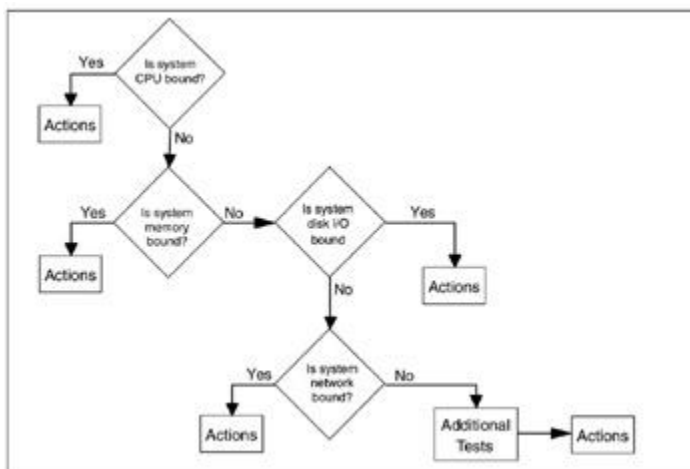 Is system
CPU bound?
Yes
Actions
No
Is system
memory
bound?
Yes
Actions
No
Is system
disk I/O
bound
Yes
Actions
No
Is system
network
bound?
Yes
Actions
No
Additional
Tests
Actions